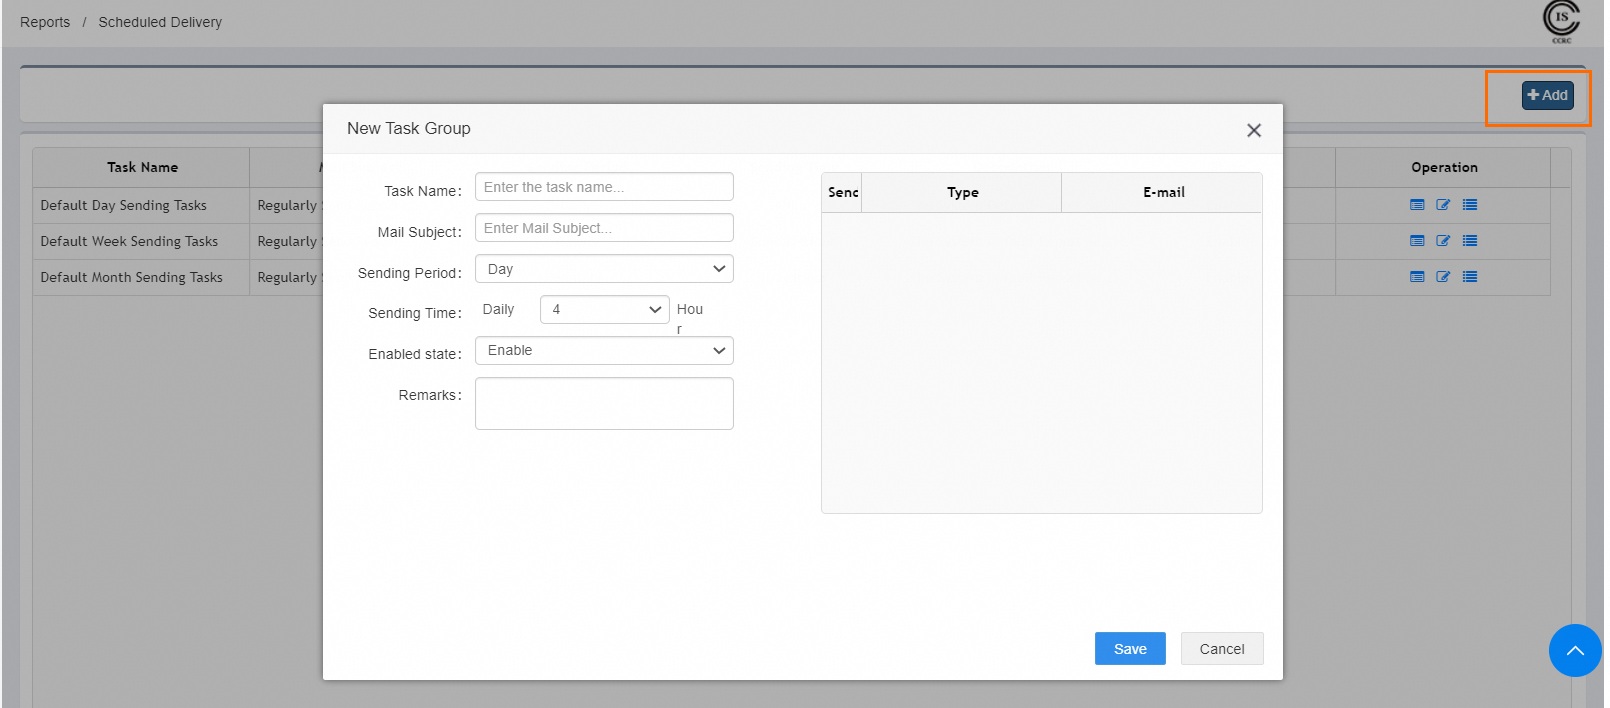 Reports / Scheduled Delivery
IS
CCRC
Add
New Task Group
Task Name
Operation
Task Name:
Enter the task name...
Send
Type
E-mail
Default Day Sending Tasks
Regularly
Mail Subject:
Enter Mail Subject...
Default Week Sending Tasks
Regularly
Sending Period:
Day
Default Month Sending Tasks
Regularly
Sending Time:
Daily
4
Hou
r
Enabled state:
Enable
Remarks:
Save
Cancel